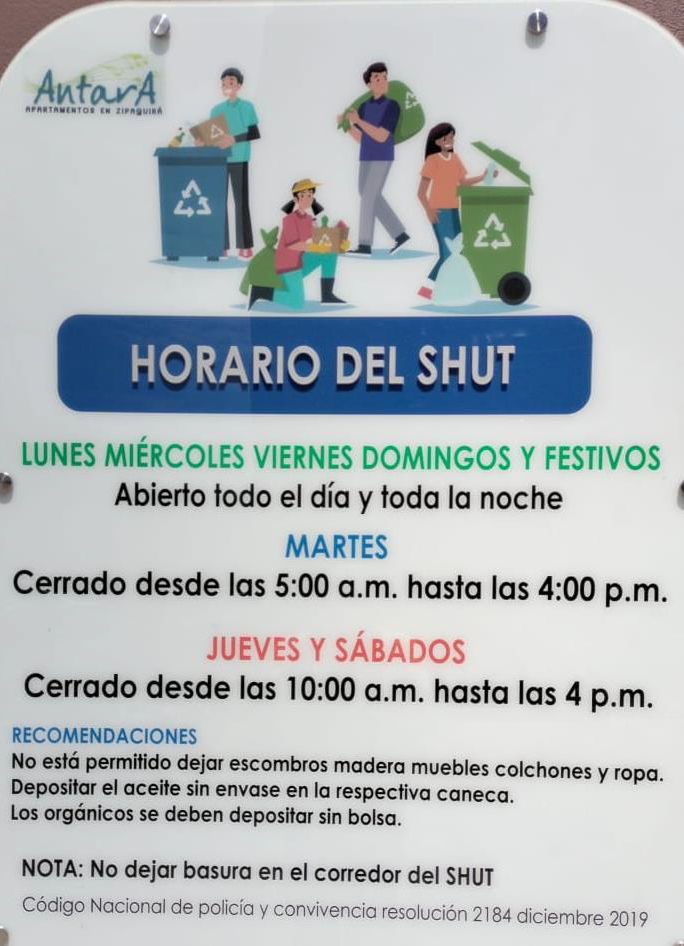 AntarA
APARTAMENTOS EN ZIPAQUIRÁ
HORARIO DEL SHUT
LUNES MIÉRCOLES VIERNES DOMINGOS Y FESTIVOS
Abierto todo el día y toda la noche
MARTES
Cerrado desde las 5:00 a.m. hasta las 4:00 p.m.
JUEVES Y SÁBADOS
Cerrado desde las 10:00 a.m. hasta las 4 p.m.
RECOMENDACIONES
No está permitido dejar escombros madera muebles colchones y ropa.
Depositar el aceite sin envase en la respectiva caneca.
Los orgánicos se deben depositar sin bolsa.
NOTA: No dejar basura en el corredor del SHUT
Código Nacional de policía y convivencia resolución 2184 diciembre 2019